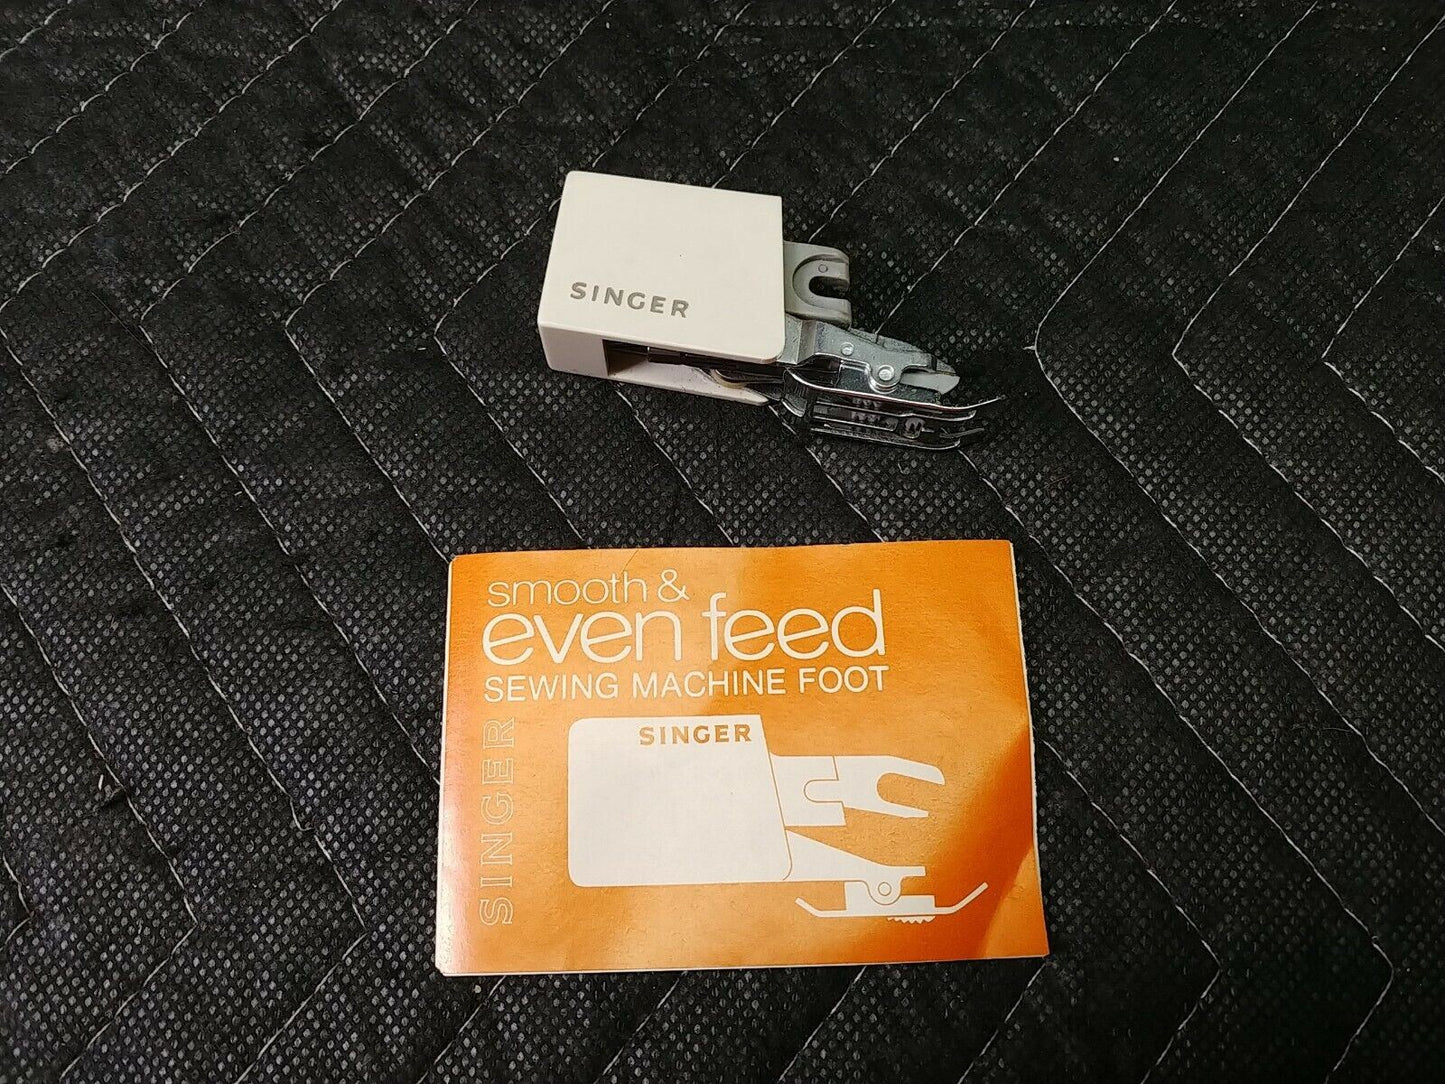 SINGER
smooth &
even feed
SEWING MACHINE FOOT
SINGER
SINGER